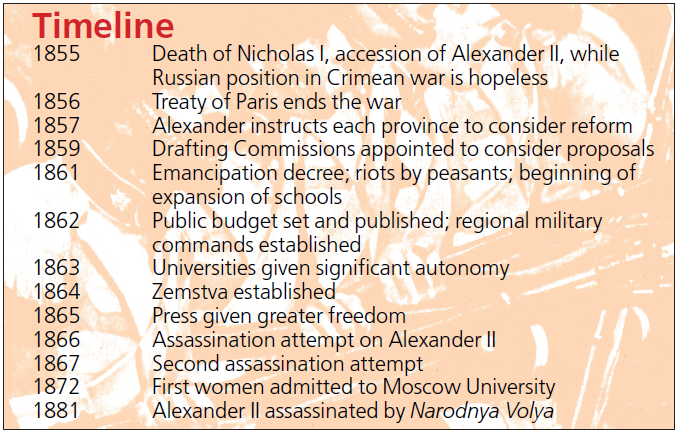 Timeline
1855 Death of Nicholas I, accession of Alexander II, while
Russian position in Crimean war is hopeless
1856 Treaty of Paris ends the war
1857 Alexander instructs each province to consider reform
1859 Drafting Commissions appointed to consider proposals
1861 Emancipation decree; riots by peasants; beginning of
expansion of schools
1862 Public budget set and published; regional military
commands established
1863 Universities given significant autonomy
1864 Zemstva established
1865 Press given greater freedom
1866 Assassination attempt on Alexander II
1867 Second assassination attempt
1872 First women admitted to Moscow University
1881 Alexander II assassinated by Narodnya Volya